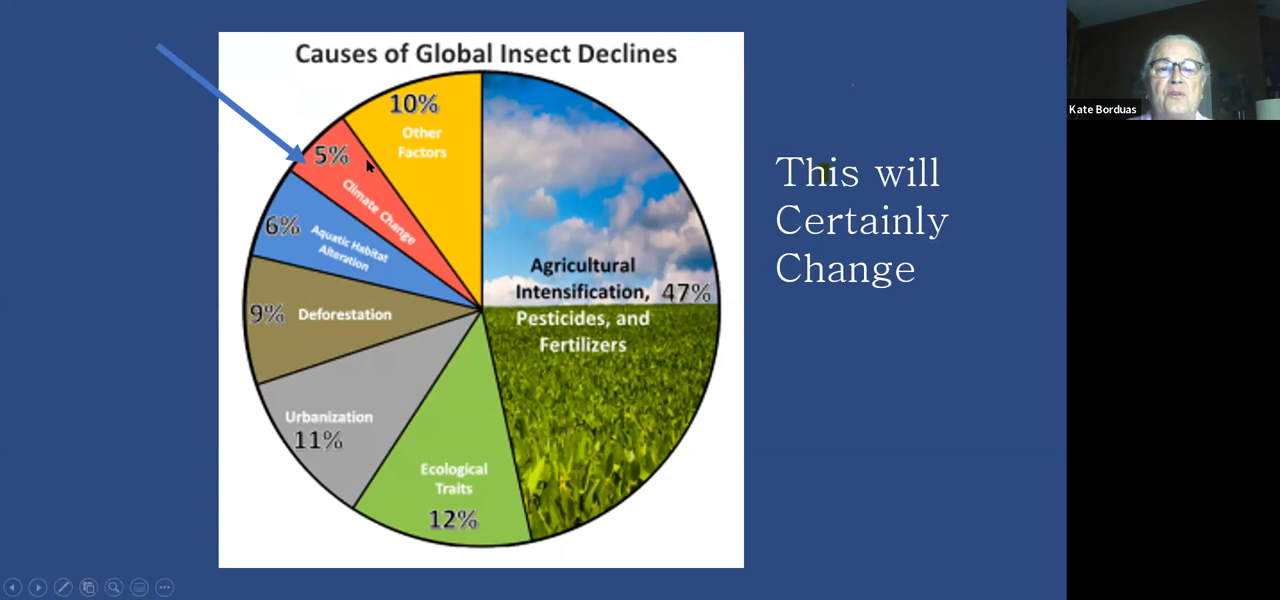 Causes of Global Insect Declines
10%
Other
Factors
5%
Climate Change
6%
Aquatic Habitat
Alteration
9%
Deforestation
Urbanization
11%
Ecological
Traits
12%
Agricultural
Intensification,
Pesticides, and
Fertilizers
47%
This will
Certainly
Change
Kate Borduas